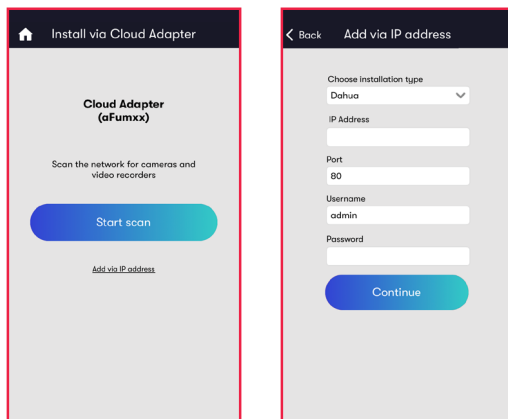 Install via Cloud Adapter
Cloud Adapter
(aFumxx)
Scan the network for cameras and
video recorders
Start scan
Add via IP address
Back
Add via IP address
Choose installation type
Dahua
IP Address
Port
80
Username
admin
Password
Continue